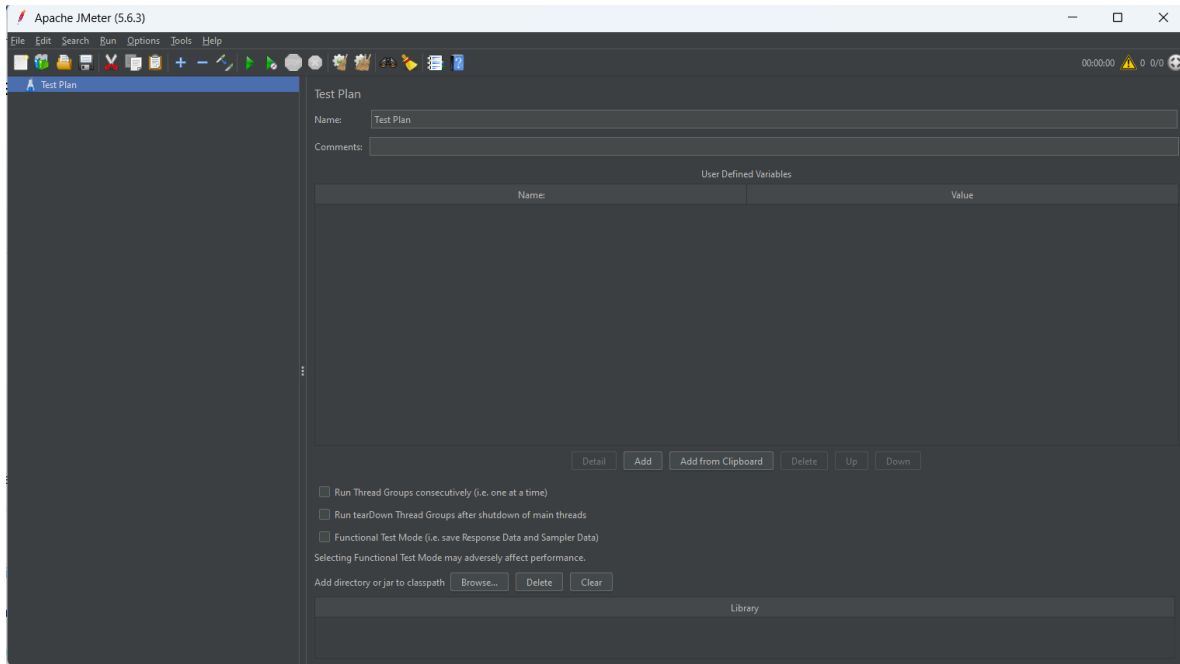 Apache JMeter (5.6.3)
File Edit Search Run Options Tools Help
00:00:00 0 0/0
Test Plan
Test Plan
Name: Test Plan
Comments:
User Defined Variables
Name: Value
Detail Add Add from Clipboard Delete Up Down
Run Thread Groups consecutively (i.e. one at a time)
Run tearDown Thread Groups after shutdown of main threads
Functional Test Mode (i.e. save Response Data and Sampler Data)
Selecting Functional Test Mode may adversely affect performance.
Add directory or jar to classpath Browse... Delete Clear
Library